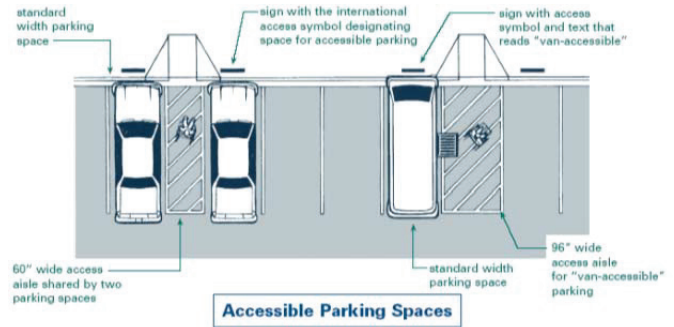 standard
width parking
space
sign with the international
access symbol designating
space for accessible parking
sign with access
symbol and text that
reads "van-accessible"
60" wide access
aisle shared by two
parking spaces
standard width
parking space
96" wide
access aisle
for "van-accessible"
parking
Accessible Parking Spaces